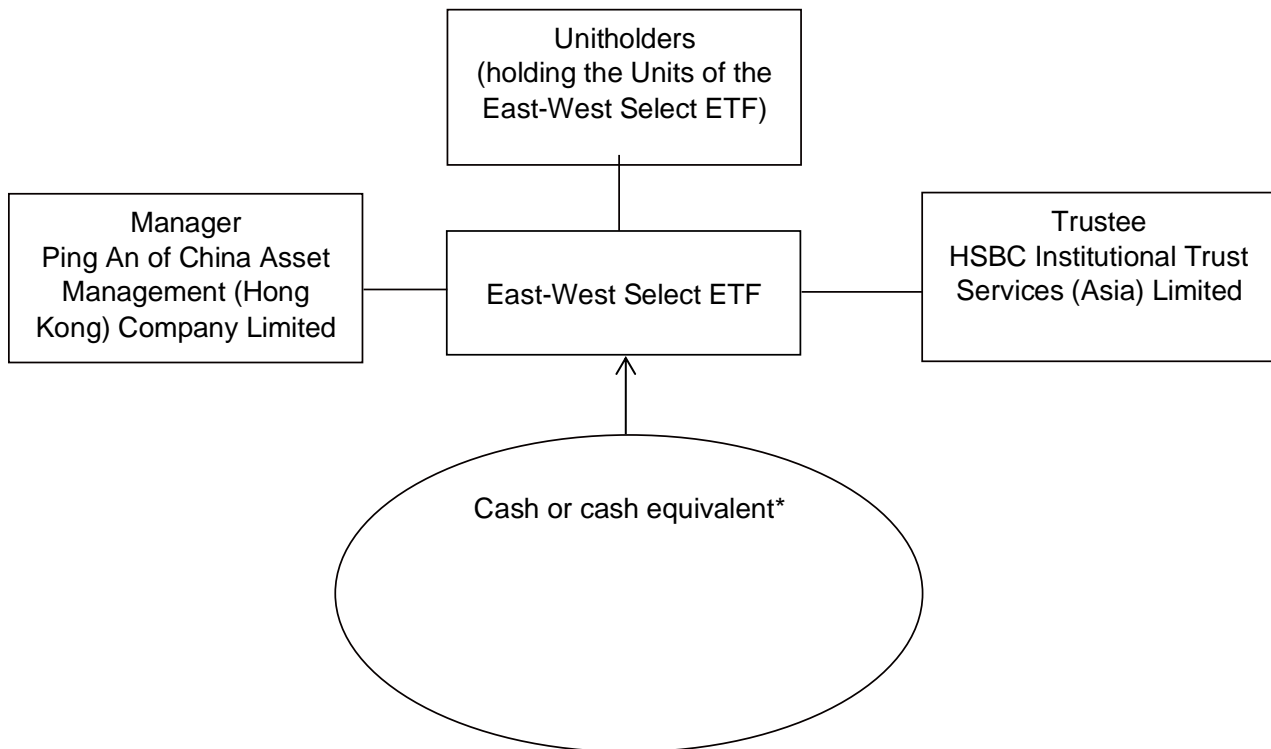 Unitholders
(holding the Units of the
East-West Select ETF)
Manager
Ping An of China Asset
Management (Hong
Kong) Company Limited
East-West Select ETF
Trustee
HSBC Institutional Trust
Services (Asia) Limited
Cash or cash equivalent*